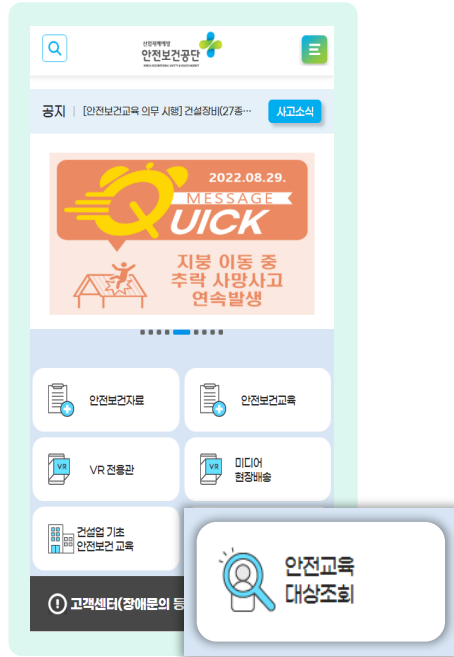 산업재해예방
안전보건공단
공지 | [안전보건교육 의무 시행] 건설장비(27종… 사고소식
2022.08.29.
MESSAGE
QUICK
지붕 이동 중
추락 사망사고
연속발생
안전보건자료
안전보건교육
VR
VR 전용관
VR
미디어
현장배송
건설업 기초
안전보건 교육
안전교육
대상조회
고객센터(장애문의 등